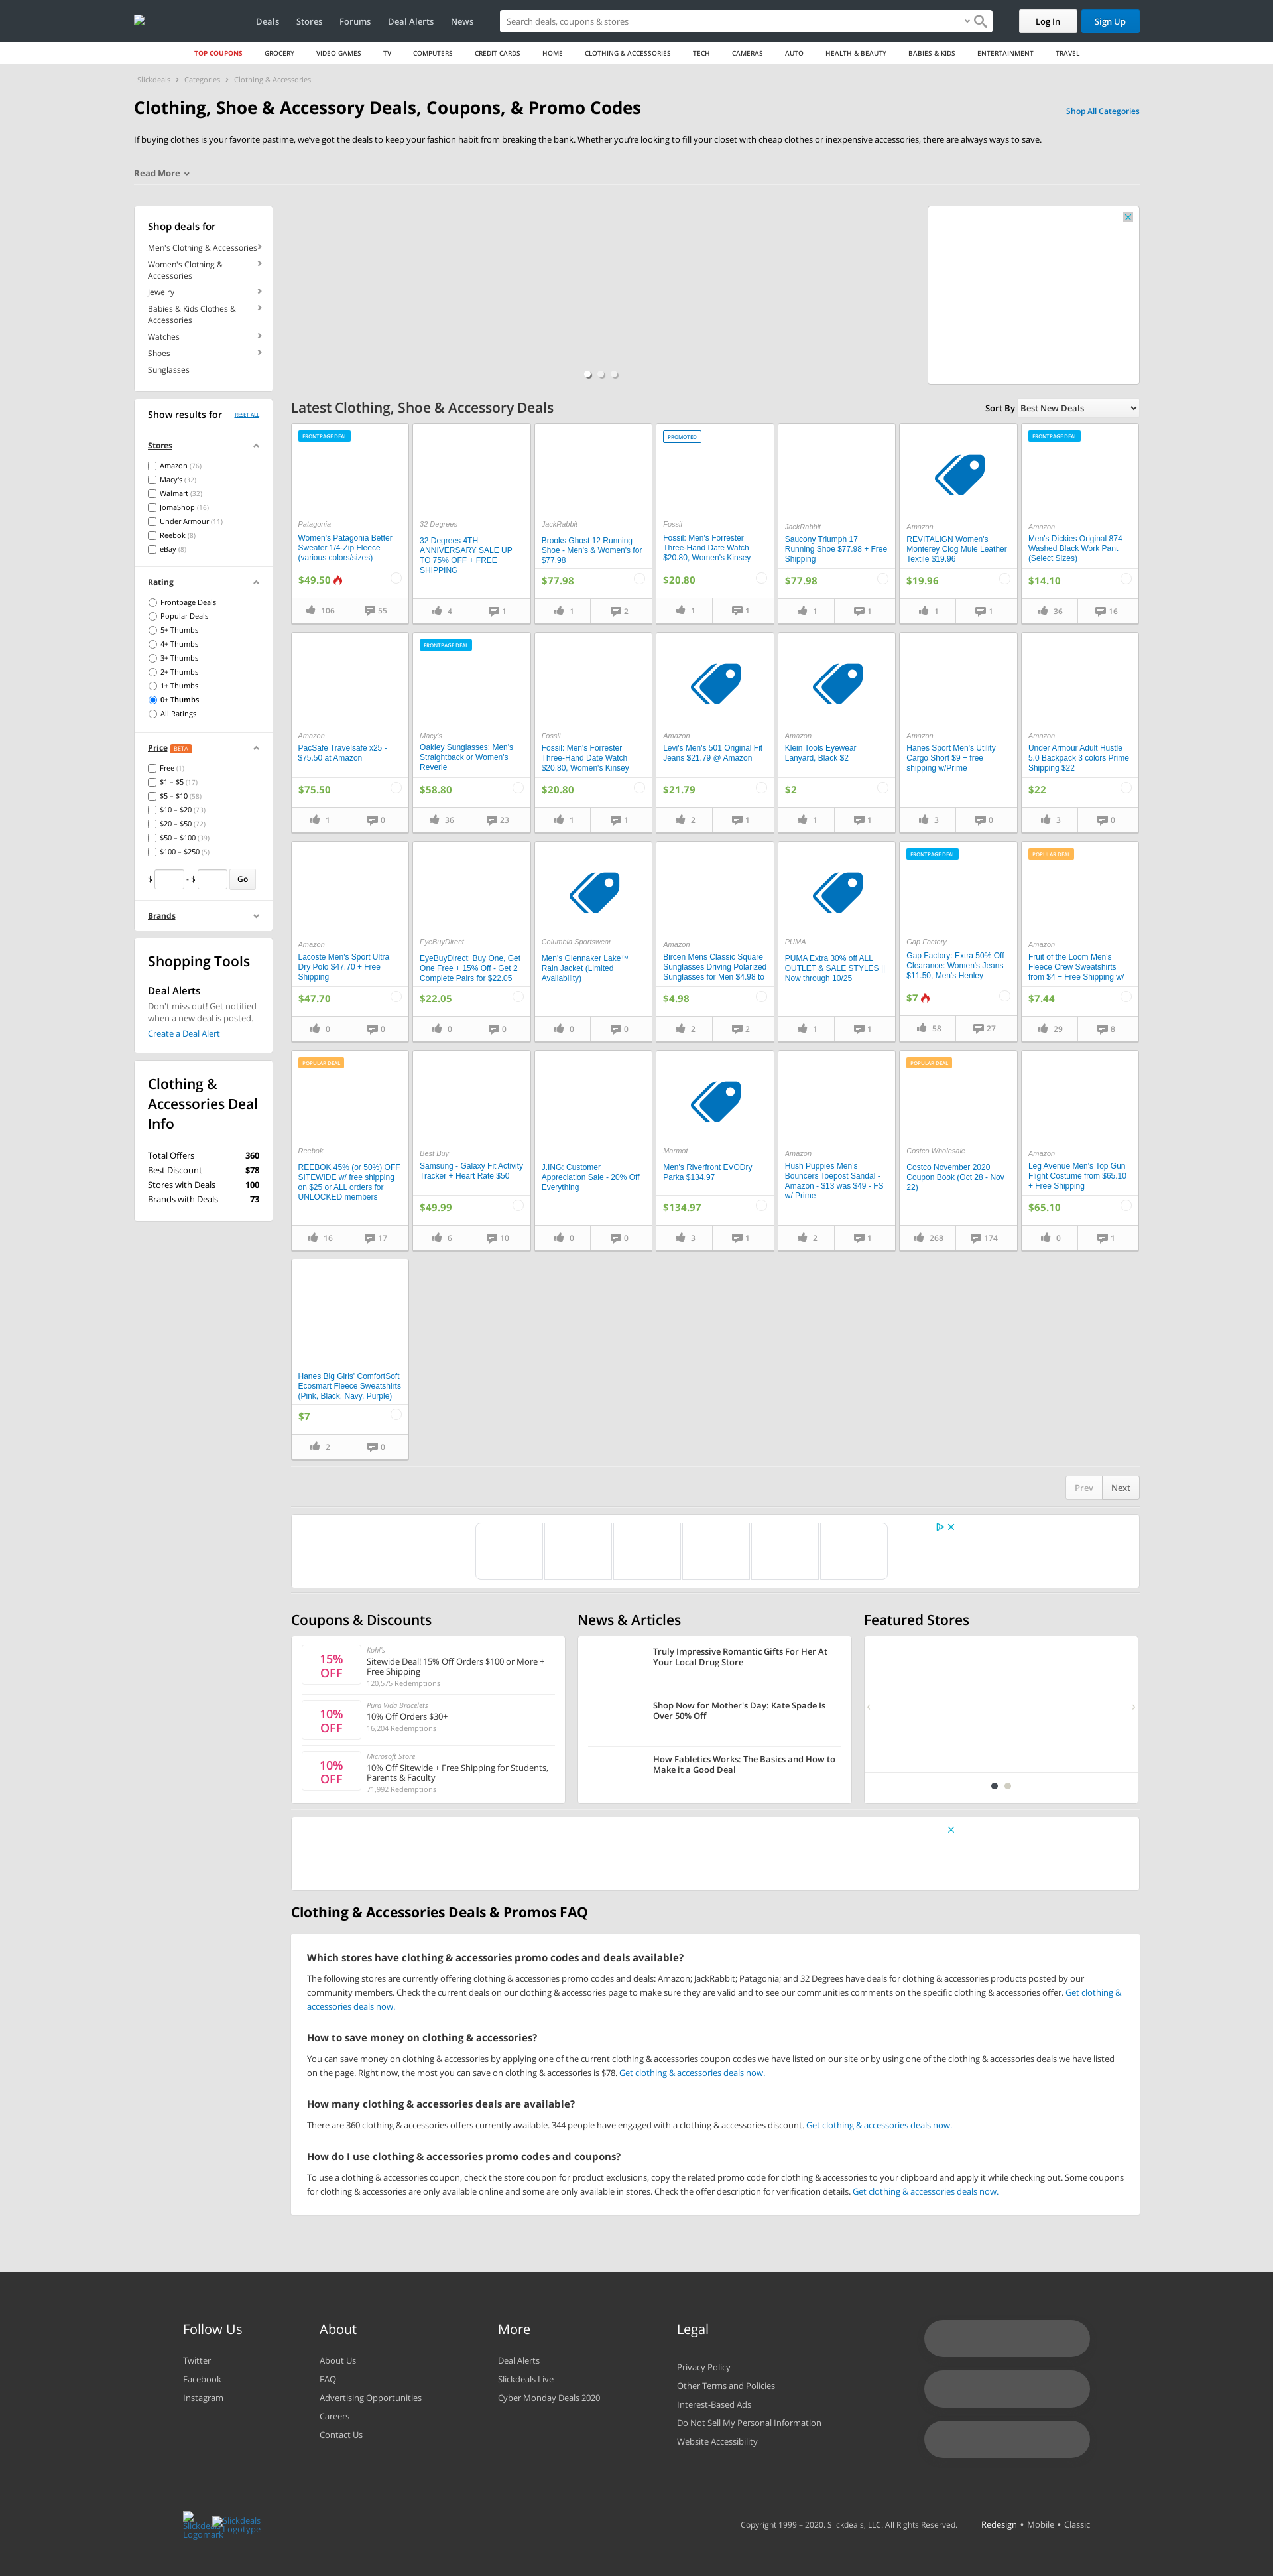 Deals Stores Forums Deal Alerts News
Search deals, coupons & stores
Log In Sign Up
TOP COUPONS GROCERY VIDEO GAMES TV COMPUTERS CREDIT CARDS HOME CLOTHING & ACCESSORIES TECH CAMERAS AUTO HEALTH & BEAUTY BABIES & KIDS ENTERTAINMENT TRAVEL
Slickdeals Categories Clothing & Accessories
Clothing, Shoe & Accessory Deals, Coupons, & Promo Codes
Shop All Categories
If buying clothes is your favorite pastime, we've got the deals to keep your fashion habit from breaking the bank. Whether you're looking to fill your closet with cheap clothes or inexpensive accessories, there are always ways to save.
Read More
Shop deals for
Men's Clothing & Accessories
Women's Clothing &
Accessories
Jewelry
Babies & Kids Clothes &
Accessories
Watches
Shoes
Sunglasses
Show results for RESET ALL
Stores
Amazon (76)
Macy's (32)
Walmart (32)
JomaShop (16)
Under Armour (11)
Reebok (8)
eBay (8)
Rating
Frontpage Deals
Popular Deals
5+ Thumbs
4+ Thumbs
3+ Thumbs
2+ Thumbs
1+ Thumbs
0+ Thumbs
All Ratings
Price BETA
Free (1)
$1 – $5 (17)
$5 – $10 (58)
$10 – $20 (73)
$20 – $50 (72)
$50 – $100 (39)
$100 – $250 (5)
$ - $ Go
Brands
Shopping Tools
Deal Alerts
Don't miss out! Get notified
when a new deal is posted.
Create a Deal Alert
Clothing &
Accessories Deal
Info
Total Offers 360
Best Discount $78
Stores with Deals 100
Brands with Deals 73
Latest Clothing, Shoe & Accessory Deals
Sort By Best New Deals
FRONTPAGE DEAL
Patagonia
Women's Patagonia Better
Sweater 1/4-Zip Fleece
(various colors/sizes)
$49.50
106 55
32 Degrees
32 Degrees 4TH
ANNIVERSARY SALE UP
TO 75% OFF + FREE
SHIPPING
4 1
JackRabbit
Brooks Ghost 12 Running
Shoe - Men's & Women's for
$77.98
$77.98
1 2
PROMOTED
Fossil
Fossil: Men's Forrester
Three-Hand Date Watch
$20.80, Women's Kinsey
$20.80
1 1
JackRabbit
Saucony Triumph 17
Running Shoe $77.98 + Free
Shipping
$77.98
1 1
Amazon
REVITALIGN Women's
Monterey Clog Mule Leather
Textile $19.96
$19.96
1 1
FRONTPAGE DEAL
Amazon
Men's Dickies Original 874
Washed Black Work Pant
(Select Sizes)
$14.10
36 16
Amazon
PacSafe Travelsafe x25 -
$75.50 at Amazon
$75.50
1 0
FRONTPAGE DEAL
Macy's
Oakley Sunglasses: Men's
Straightback or Women's
Reverie
$58.80
36 23
Fossil
Fossil: Men's Forrester
Three-Hand Date Watch
$20.80, Women's Kinsey
$20.80
1 1
Amazon
Levi's Men's 501 Original Fit
Jeans $21.79 @ Amazon
$21.79
2 1
Amazon
Klein Tools Eyewear
Lanyard, Black $2
$2
1 1
Amazon
Hanes Sport Men's Utility
Cargo Short $9 + free
shipping w/Prime
3 0
Amazon
Under Armour Adult Hustle
5.0 Backpack 3 colors Prime
Shipping $22
$22
3 0
Amazon
Lacoste Men's Sport Ultra
Dry Polo $47.70 + Free
Shipping
$47.70
0 0
EyeBuyDirect
EyeBuyDirect: Buy One, Get
One Free + 15% Off - Get 2
Complete Pairs for $22.05
$22.05
0 0
Columbia Sportswear
Men's Glennaker Lake™
Rain Jacket (Limited
Availability)
0 0
Amazon
Bircen Mens Classic Square
Sunglasses Driving Polarized
Sunglasses for Men $4.98 to
$4.98
2 2
PUMA
PUMA Extra 30% off ALL
OUTLET & SALE STYLES ||
Now through 10/25
1 1
FRONTPAGE DEAL
Gap Factory
Gap Factory: Extra 50% Off
Clearance: Women's Jeans
$11.50, Men's Henley
$7
58 27
POPULAR DEAL
Amazon
Fruit of the Loom Men's
Fleece Crew Sweatshirts
from $4 + Free Shipping w/
$7.44
29 8
POPULAR DEAL
Reebok
REEBOK 45% (or 50%) OFF
SITEWIDE w/ free shipping
on $25 or ALL orders for
UNLOCKED members
16 17
Best Buy
Samsung - Galaxy Fit Activity
Tracker + Heart Rate $50
$49.99
6 10
J.ING: Customer
Appreciation Sale - 20% Off
Everything
0 0
Marmot
Men's Riverfront EVODry
Parka $134.97
$134.97
3 1
Amazon
Hush Puppies Men's
Bouncers Toepost Sandal -
Amazon - $13 was $49 - FS
w/ Prime
2 1
POPULAR DEAL
Costco Wholesale
Costco November 2020
Coupon Book (Oct 28 - Nov
22)
268 174
Amazon
Leg Avenue Men's Top Gun
Flight Costume from $65.10
+ Free Shipping
$65.10
0 1
Hanes Big Girls' ComfortSoft
Ecosmart Fleece Sweatshirts
(Pink, Black, Navy, Purple)
$7
2 0
Prev Next
Coupons & Discounts
15%
OFF
Kohl's
Sitewide Deal! 15% Off Orders $100 or More +
Free Shipping
120,575 Redemptions
10%
OFF
Pura Vida Bracelets
10% Off Orders $30+
16,204 Redemptions
10%
OFF
Microsoft Store
10% Off Sitewide + Free Shipping for Students,
Parents & Faculty
71,992 Redemptions
News & Articles
Truly Impressive Romantic Gifts For Her At
Your Local Drug Store
Shop Now for Mother's Day: Kate Spade Is
Over 50% Off
How Fabletics Works: The Basics and How to
Make it a Good Deal
Featured Stores
Clothing & Accessories Deals & Promos FAQ
Which stores have clothing & accessories promo codes and deals available?
The following stores are currently offering clothing & accessories promo codes and deals: Amazon; JackRabbit; Patagonia; and 32 Degrees have deals for clothing & accessories products posted by our
community members. Check the current deals on our clothing & accessories page to make sure they are valid and to see our communities comments on the specific clothing & accessories offer. Get clothing &
accessories deals now.
How to save money on clothing & accessories?
You can save money on clothing & accessories by applying one of the current clothing & accessories coupon codes we have listed on our site or by using one of the clothing & accessories deals we have listed
on the page. Right now, the most you can save on clothing & accessories is $78. Get clothing & accessories deals now.
How many clothing & accessories deals are available?
There are 360 clothing & accessories offers currently available. 344 people have engaged with a clothing & accessories discount. Get clothing & accessories deals now.
How do I use clothing & accessories promo codes and coupons?
To use a clothing & accessories coupon, check the store coupon for product exclusions, copy the related promo code for clothing & accessories to your clipboard and apply it while checking out. Some coupons
for clothing & accessories are only available online and some are only available in stores. Check the offer description for verification details. Get clothing & accessories deals now.
Follow Us
Twitter
Facebook
Instagram
About
About Us
FAQ
Advertising Opportunities
Careers
Contact Us
More
Deal Alerts
Slickdeals Live
Cyber Monday Deals 2020
Legal
Privacy Policy
Other Terms and Policies
Interest-Based Ads
Do Not Sell My Personal Information
Website Accessibility
Slickdeals
Logotype
Logomark
Copyright 1999 – 2020. Slickdeals, LLC. All Rights Reserved. Redesign • Mobile • Classic